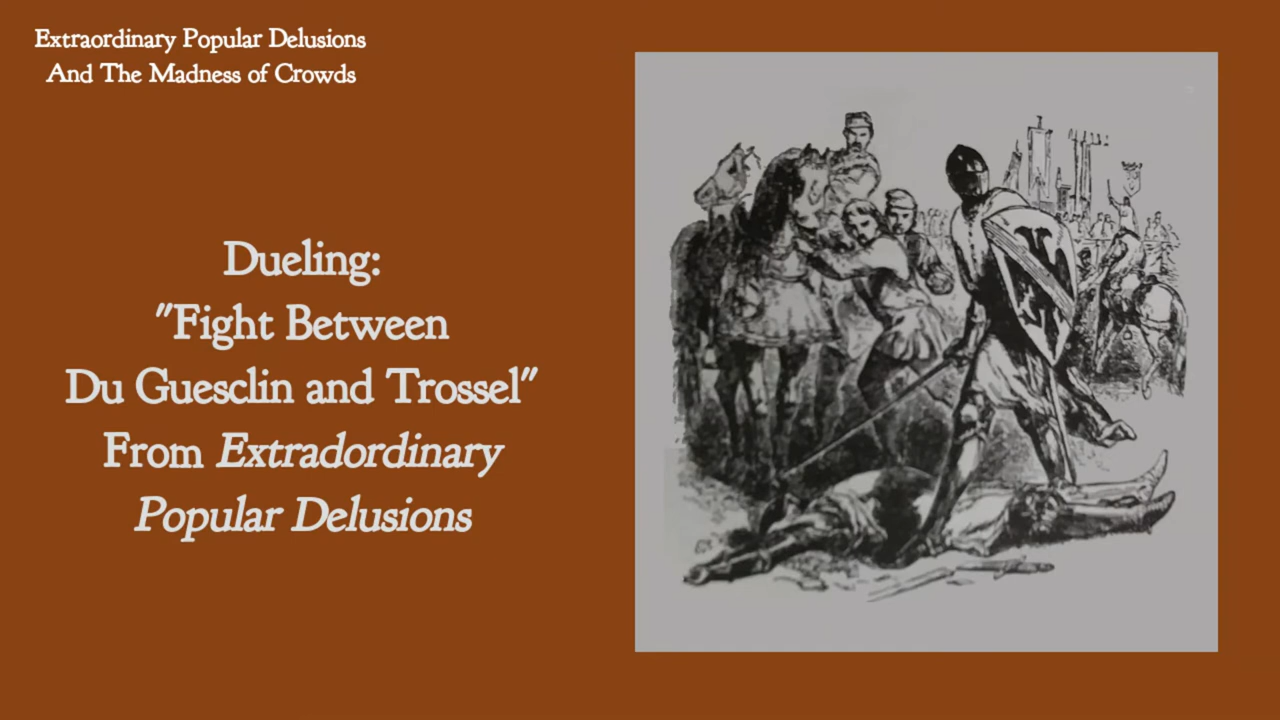 Extraordinary Popular Delusions
And The Madness of Crowds
Dueling:
"Fight Between
Du Guesclin and Trossel"
From Extradordinary
Popular Delusions